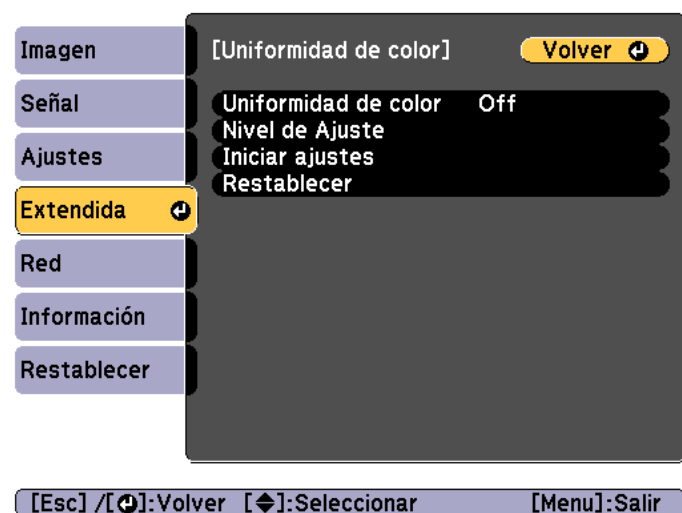 Imagen
Señal
Ajustes
Extendida
Red
Información
Restablecer
[Uniformidad de color] Volver
Uniformidad de color Off
Nivel de Ajuste
Iniciar ajustes
Restablecer
[Esc] /[⏎]:Volver [◆]:Seleccionar [Menu]:Salir